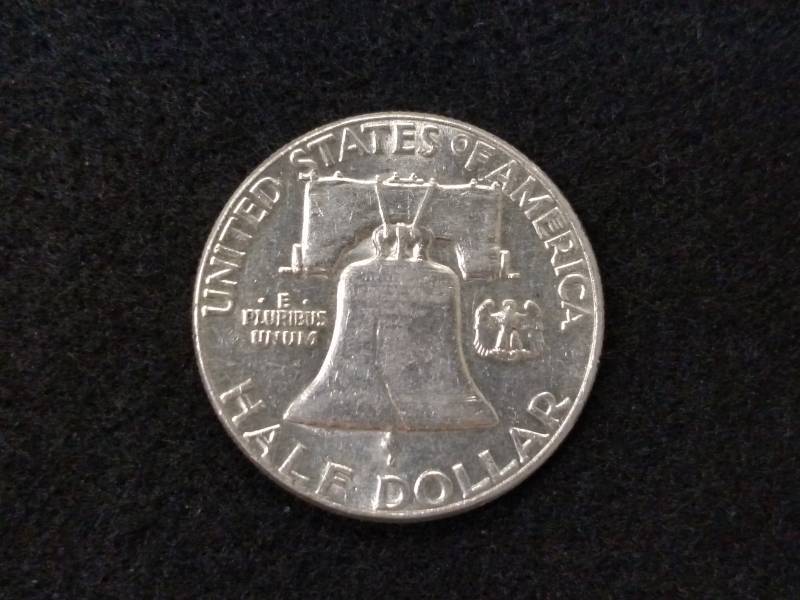 UNITED STATES OF AMERICA
· E ·
PLURIBUS
UNUM
HALF DOLLAR